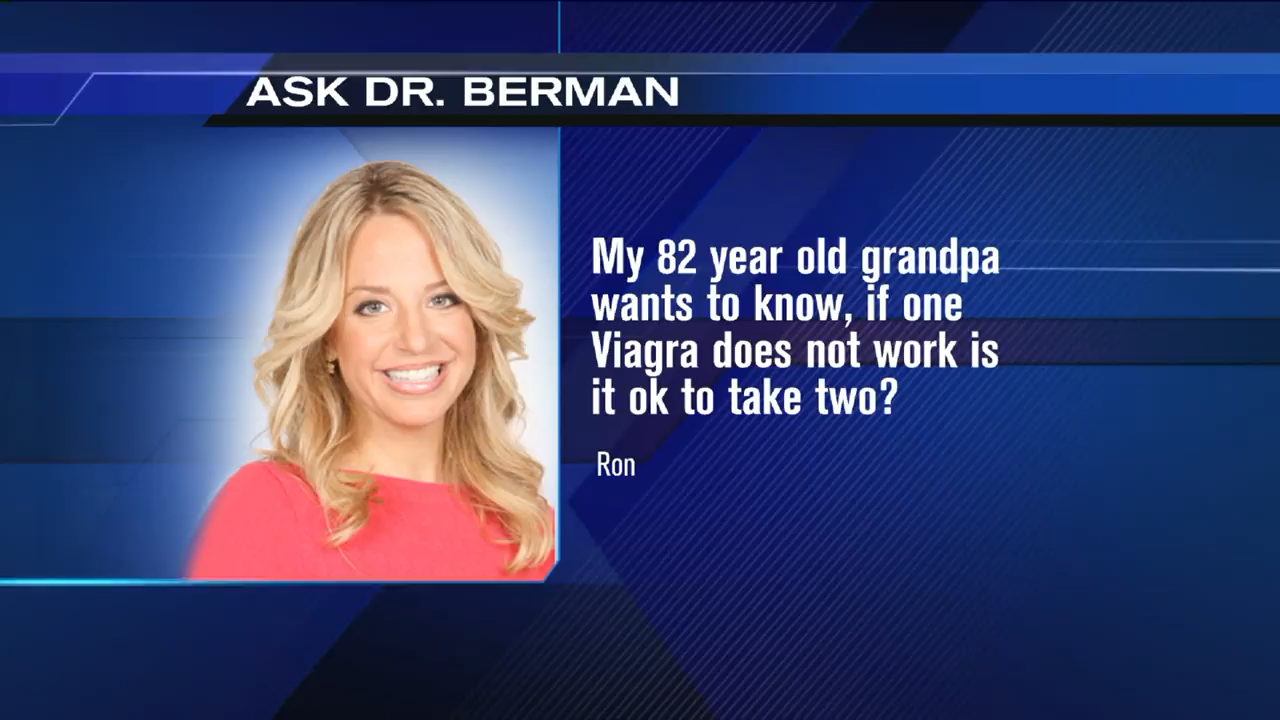 ASK DR. BERMAN
My 82 year old grandpa
wants to know, if one
Viagra does not work is
it ok to take two?
Ron